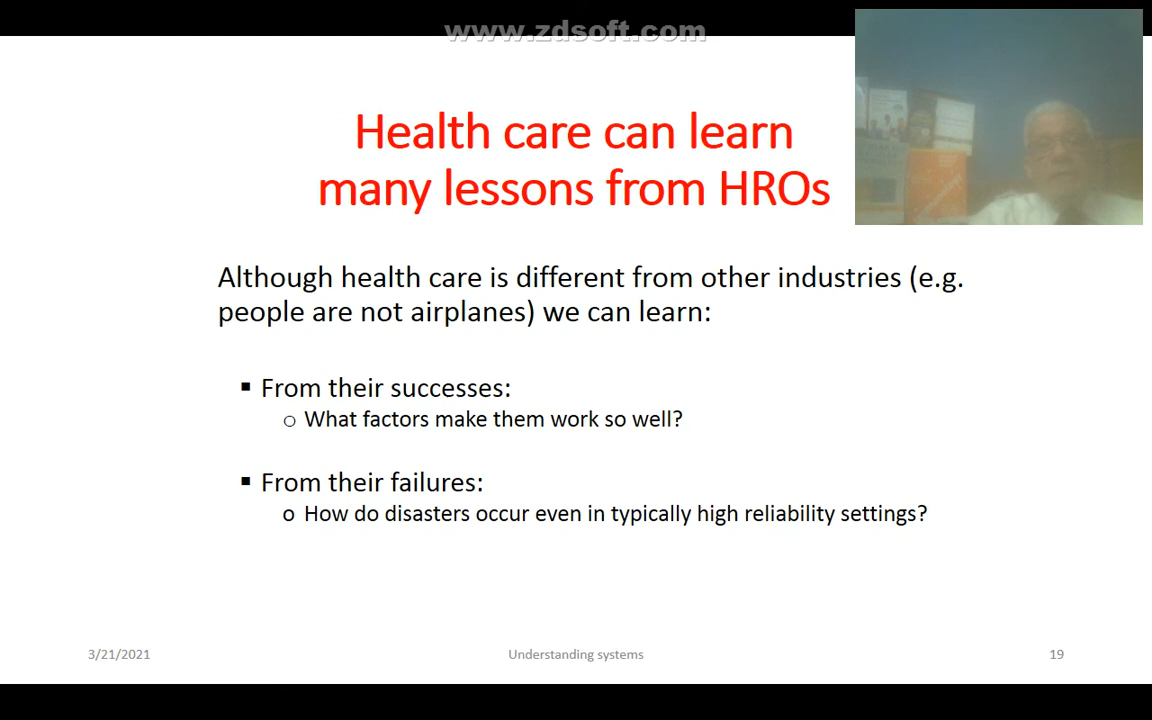 www.zdsoft.com
Health care can learn
many lessons from HROs
Although health care is different from other industries (e.g.
people are not airplanes) we can learn:
▪ From their successes:
o What factors make them work so well?
▪ From their failures:
o How do disasters occur even in typically high reliability settings?
3/21/2021
Understanding systems
19